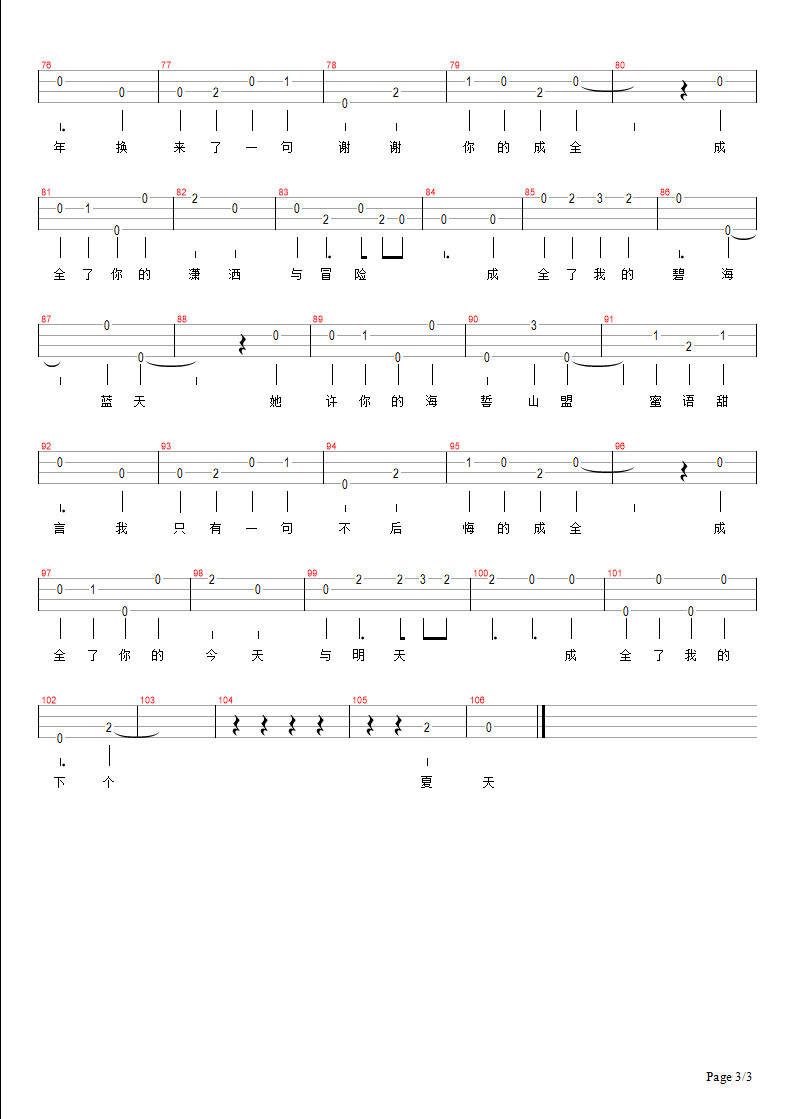 76 77 78 79 80
0 0 0 2 0 1 0 2 1 0 2 0 0
年 换 来 了 一 句 谢 谢 你 的 成 全 成
81 82 83 84 85 86
0 1 0 0 2 0 0 2 0 2 0 0 0 0 2 3 2 0 0
全 了 你 的 潇 洒 与 冒 险 成 全 了 我 的 碧 海
87 88 89 90 91
0 0 0 0 1 0 0 0 3 0 1 2 1
蓝 天 她 许 你 的 海 誓 山 盟 蜜 语 甜
92 93 94 95 96
0 0 0 2 0 1 0 2 1 0 2 0 0
言 我 只 有 一 句 不 后 悔 的 成 全 成
97 98 99 100 101
0 1 0 0 2 0 0 2 2 3 2 2 0 0 0 0 0 0
全 了 你 的 今 天 与 明 天 成 全 了 我 的
102 103 104 105 106
0 2 2 0
下 个 夏 天
Page 3/3